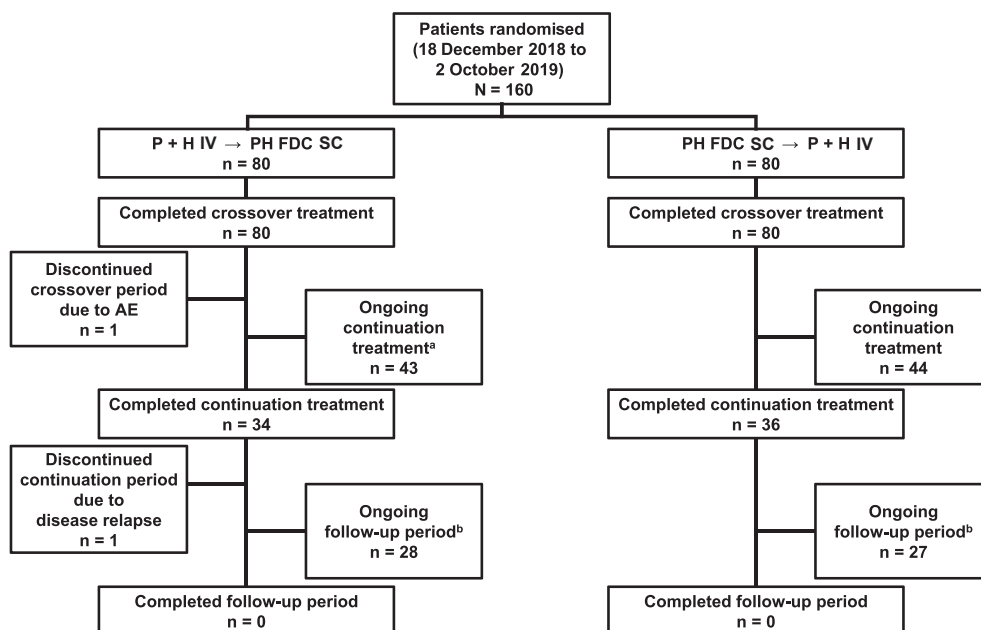 Patients randomised
(18 December 2018 to
2 October 2019)
N = 160
P + H IV → PH FDC SC
n = 80
PH FDC SC → P + H IV
n = 80
Completed crossover treatment
n = 80
Completed crossover treatment
n = 80
Discontinued
crossover period
due to AE
n = 1
Ongoing
continuation
treatmentᵃ
n = 43
Ongoing
continuation
treatment
n = 44
Completed continuation treatment
n = 34
Completed continuation treatment
n = 36
Discontinued
continuation period
due to
disease relapse
n = 1
Ongoing
follow-up periodᵇ
n = 28
Ongoing
follow-up periodᵇ
n = 27
Completed follow-up period
n = 0
Completed follow-up period
n = 0